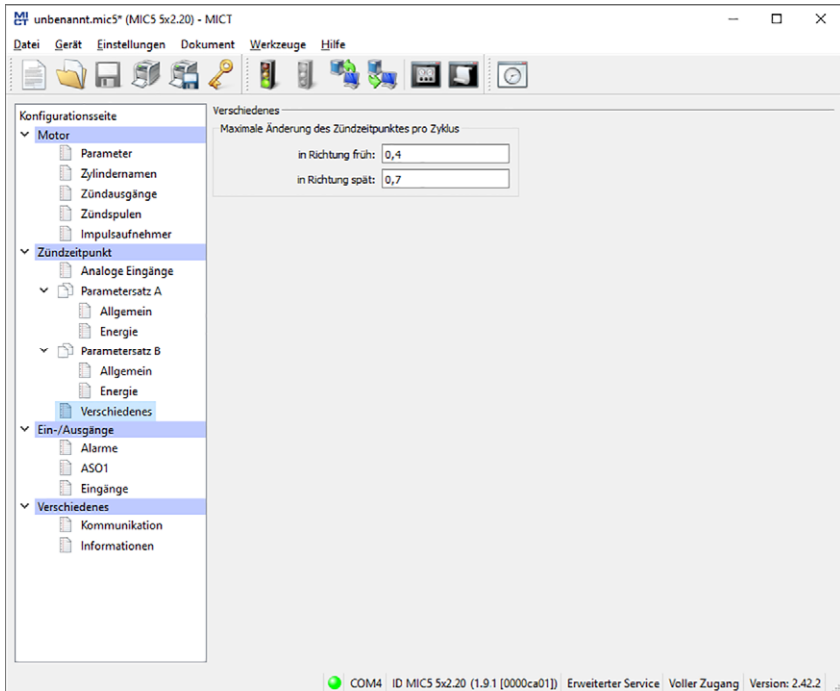 MICT unbenannt.mic5* (MIC5 5x2.20) - MICT
Datei Gerät Einstellungen Dokument Werkzeuge Hilfe
Konfigurationsseite
Motor
Parameter
Zylindernamen
Zündausgänge
Zündspulen
Impulsaufnehmer
Zündzeitpunkt
Analoge Eingänge
Parametersatz A
Allgemein
Energie
Parametersatz B
Allgemein
Energie
Verschiedenes
Ein-/Ausgänge
Alarme
ASO1
Eingänge
Verschiedenes
Kommunikation
Informationen
Verschiedenes
Maximale Änderung des Zündzeitpunktes pro Zyklus
in Richtung früh: 0,4
in Richtung spät: 0,7
COM4 ID MIC5 5x2.20 (1.9.1 [0000ca01]) Erweiterter Service Voller Zugang Version: 2.42.2